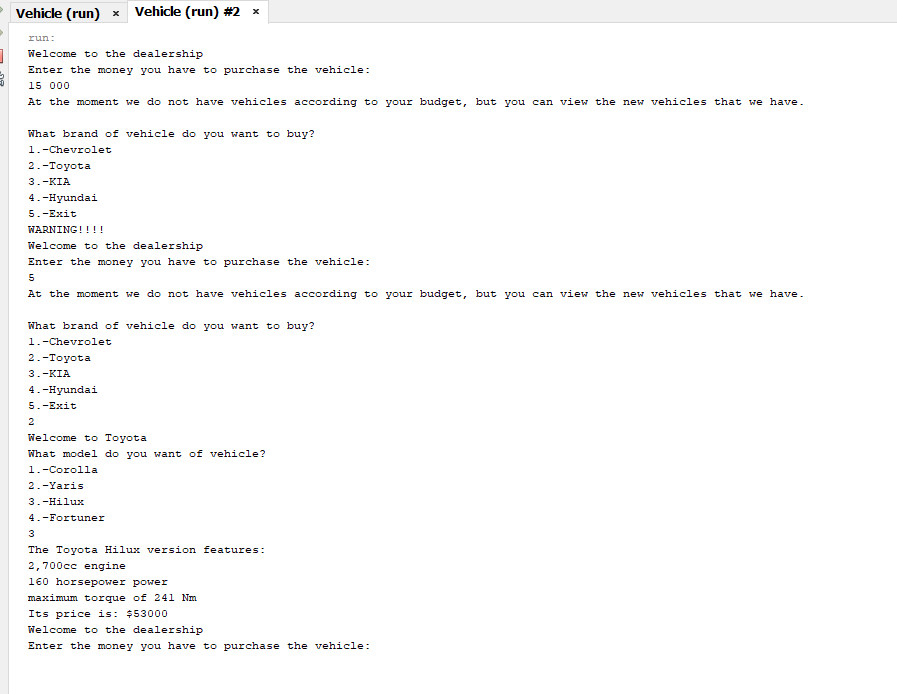 Vehicle (run) × Vehicle (run) #2 ×
run:
Welcome to the dealership
Enter the money you have to purchase the vehicle:
15 000
At the moment we do not have vehicles according to your budget, but you can view the new vehicles that we have.
What brand of vehicle do you want to buy?
1.-Chevrolet
2.-Toyota
3.-KIA
4.-Hyundai
5.-Exit
WARNING!!!!
Welcome to the dealership
Enter the money you have to purchase the vehicle:
5
At the moment we do not have vehicles according to your budget, but you can view the new vehicles that we have.
What brand of vehicle do you want to buy?
1.-Chevrolet
2.-Toyota
3.-KIA
4.-Hyundai
5.-Exit
2
Welcome to Toyota
What model do you want of vehicle?
1.-Corolla
2.-Yaris
3.-Hilux
4.-Fortuner
3
The Toyota Hilux version features:
2,700cc engine
160 horsepower power
maximum torque of 241 Nm
Its price is: $53000
Welcome to the dealership
Enter the money you have to purchase the vehicle: